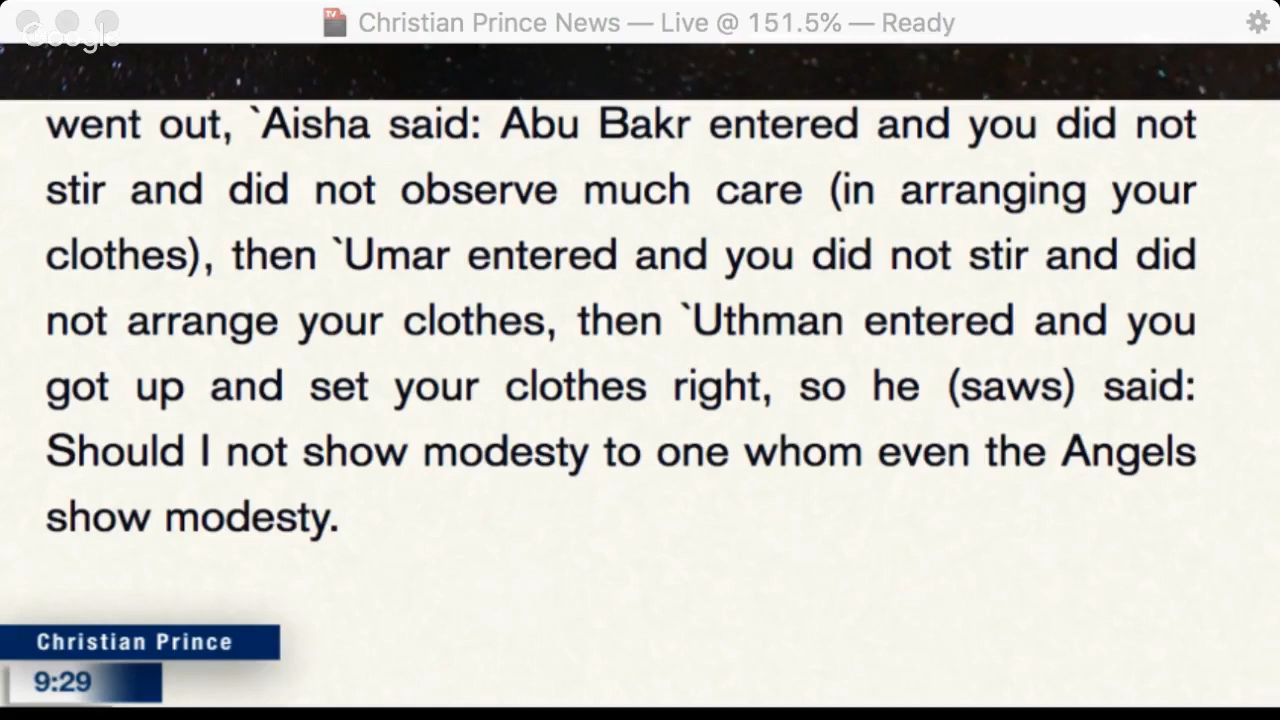 TV Christian Prince News — Live @ 151.5% — Ready
Google
went out, `Aisha said: Abu Bakr entered and you did not
stir and did not observe much care (in arranging your
clothes), then `Umar entered and you did not stir and did
not arrange your clothes, then `Uthman entered and you
got up and set your clothes right, so he (saws) said:
Should I not show modesty to one whom even the Angels
show modesty.
Christian Prince
9:29